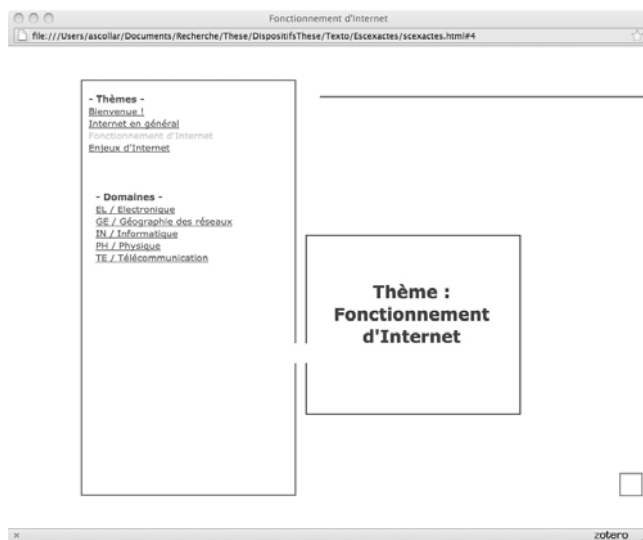 Fonctionnement d'Internet
file:///Users/ascollar/Documents/Recherche/These/DispositifsThese/Texto/Escexactes/scexactes.html#4
- Thèmes -
Bienvenue !
Internet en général
Fonctionnement d'Internet
Enjeux d'Internet
- Domaines -
EL / Electronique
GE / Géographie des réseaux
IN / Informatique
PH / Physique
TE / Télécommunication
Thème :
Fonctionnement
d'Internet
zotero